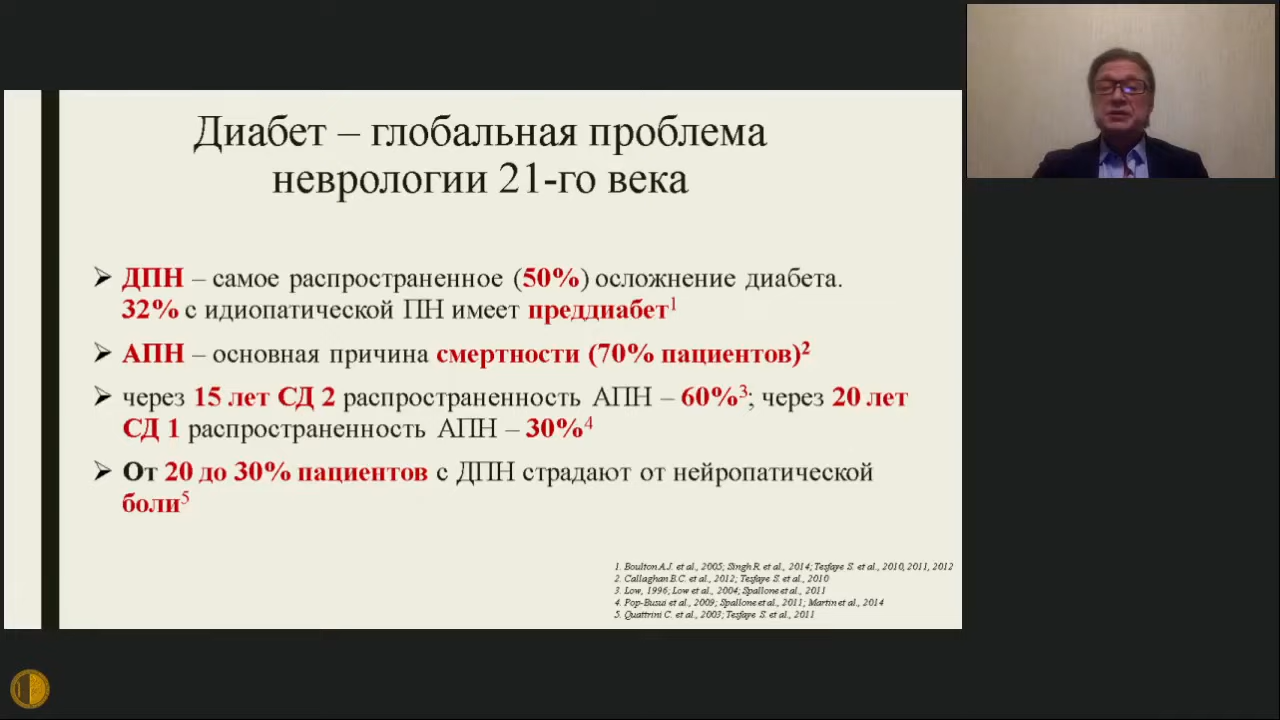 Диабет – глобальная проблема
неврологии 21-го века
➢ ДПН – самое распространенное (50%) осложнение диабета.
32% с идиопатической ПН имеет преддиабет1
➢ АПН – основная причина смертности (70% пациентов)2
➢ через 15 лет СД 2 распространенность АПН – 60%3; через 20 лет
СД 1 распространенность АПН – 30%4
➢ От 20 до 30% пациентов с ДПН страдают от нейропатической
боли5
1. Boulton A.J. et al., 2005; Singh R. et al., 2014; Tesfaye S. et al., 2010, 2011, 2012
2. Callaghan B.C. et al., 2012; Tesfaye S. et al., 2010
3. Low, 1996; Low et al., 2004; Spallone et al., 2011
4. Pop-Busui et al., 2009; Spallone et al., 2011; Martin et al., 2014
5. Quattrini C. et al., 2003; Tesfaye S. et al., 2011